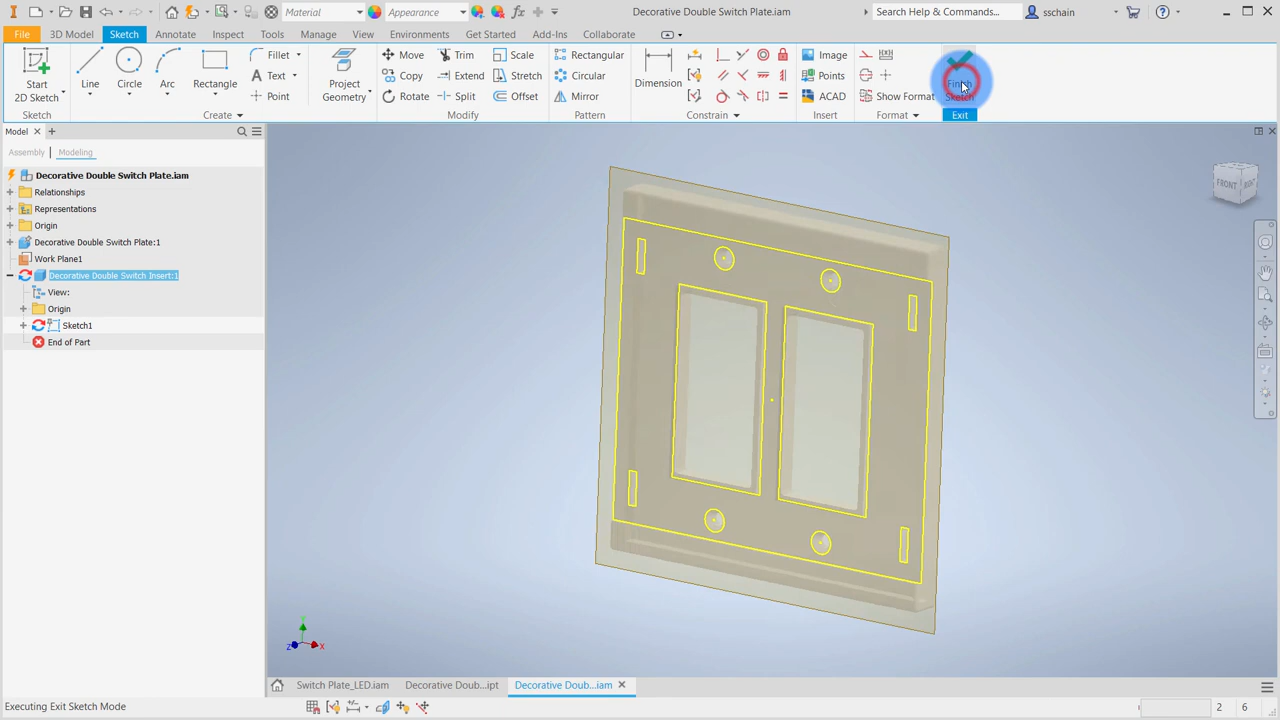 Material Appearance Decorative Double Switch Plate.iam Search Help & Commands... sschain
File 3D Model Sketch Annotate Inspect Tools Manage View Environments Get Started Add-Ins Collaborate
Start 2D Sketch Line Circle Arc Rectangle Fillet Text Point Project Geometry Move Trim Scale Copy Extend Stretch Rotate Split Offset Rectangular Circular Mirror Dimension Image Points ACAD Show Format Finish Sketch
Sketch Create Modify Pattern Constrain Insert Format Exit
Model
Assembly Modeling
Decorative Double Switch Plate.iam
Relationships
Representations
Origin
Decorative Double Switch Plate:1
Work Plane1
Decorative Double Switch Insert:1
View:
Origin
Sketch1
End of Part
FRONT
Y
Z X
Switch Plate_LED.iam Decorative Doub...ipt Decorative Doub...iam
Executing Exit Sketch Mode 2 6